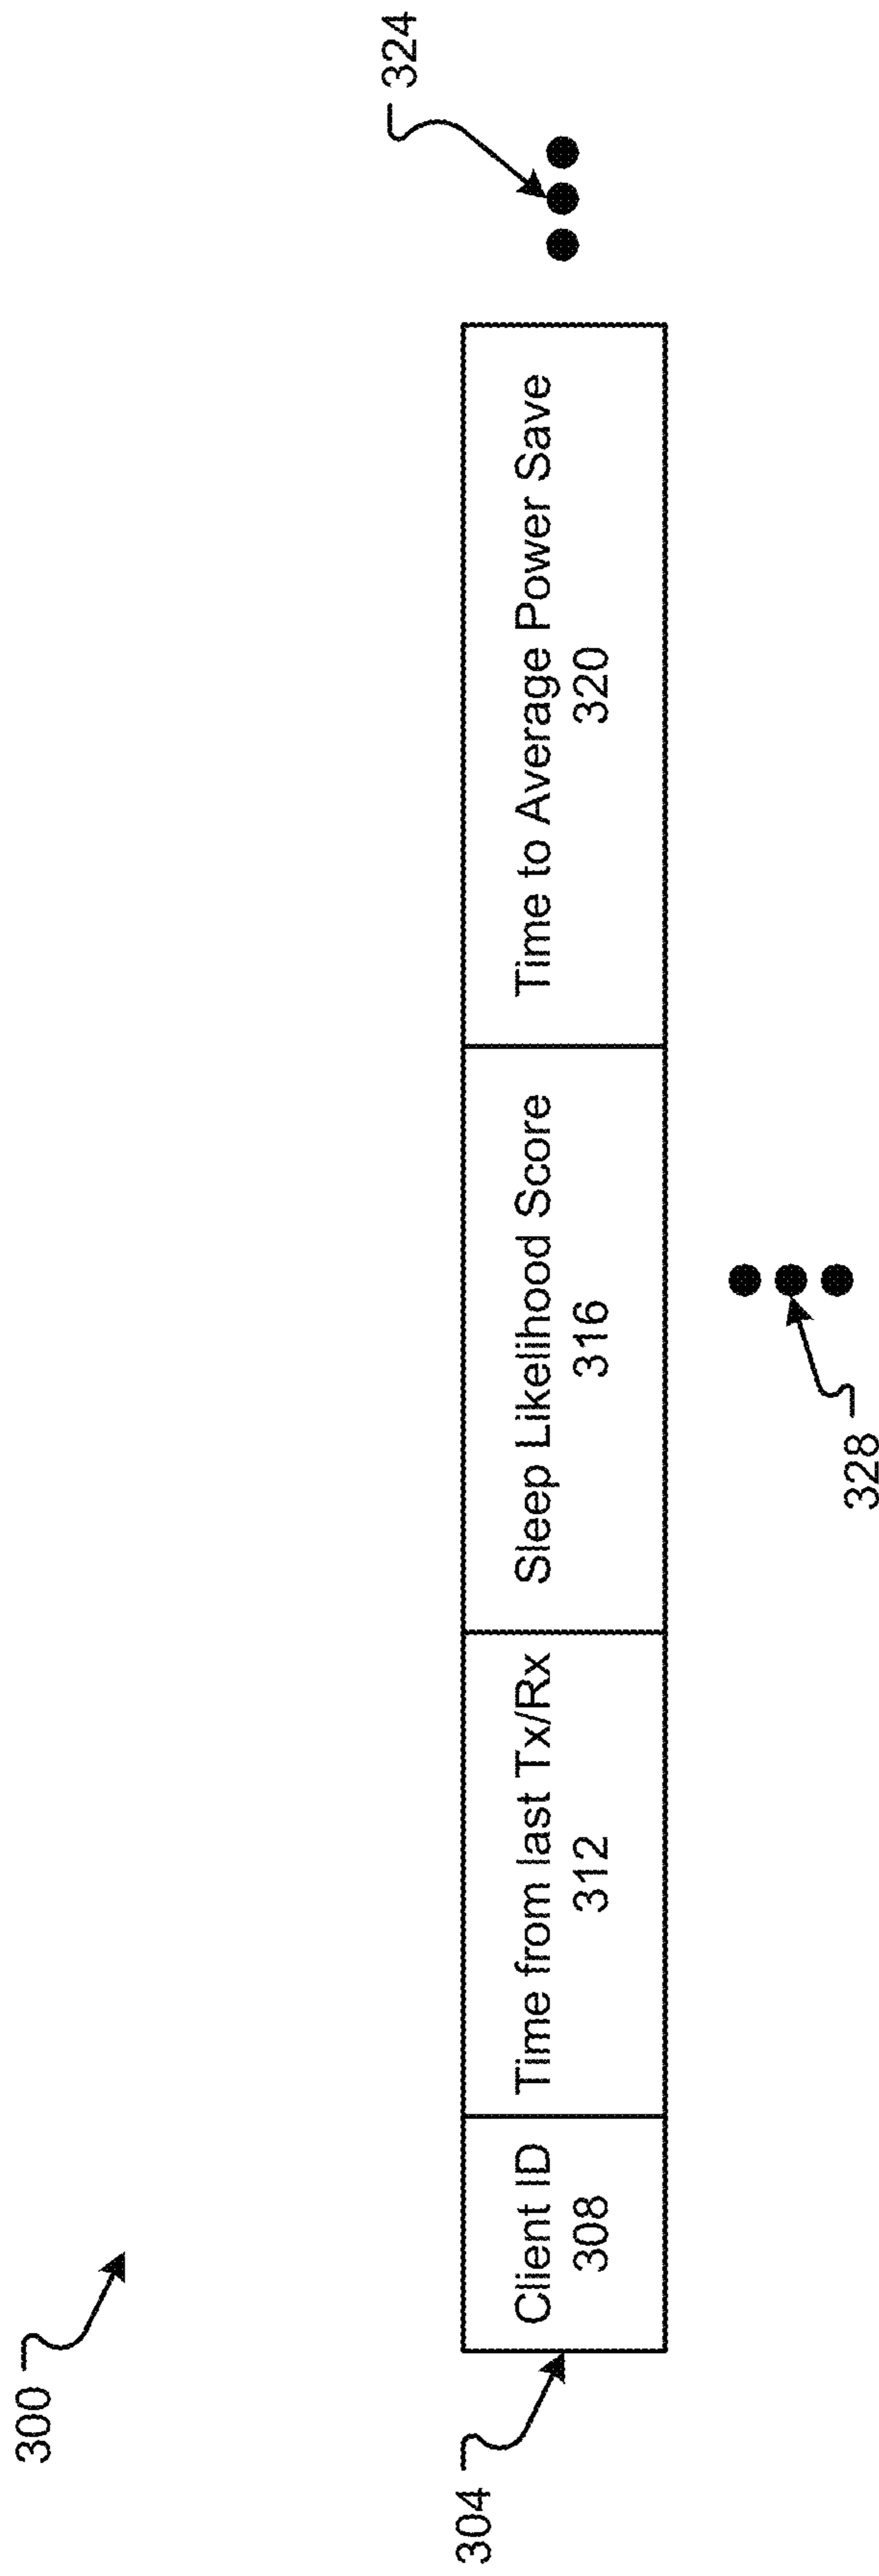 300
324
304
Client ID
308
Time from last Tx/Rx
312
Sleep Likelihood Score
316
Time to Average Power Save
320
328